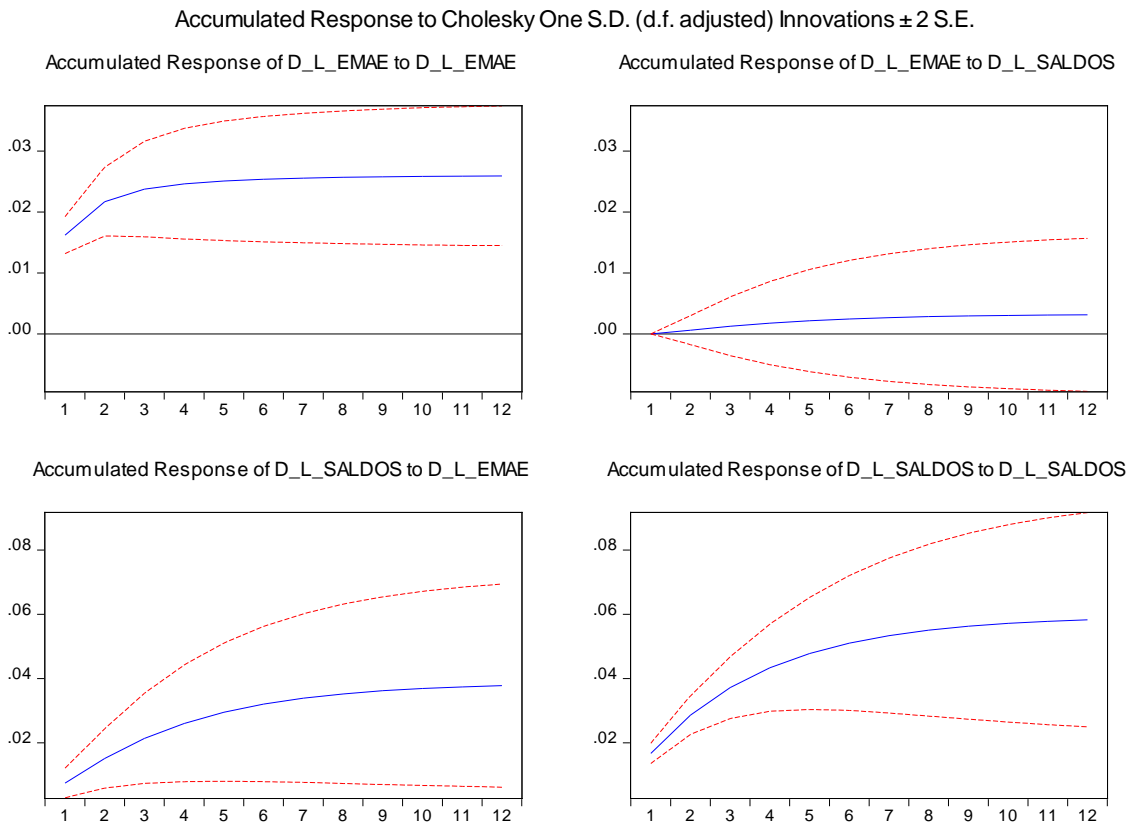 Accumulated Response to Cholesky One S.D. (d.f. adjusted) Innovations ± 2 S.E.
Accumulated Response of D_L_EMAE to D_L_EMAE
.03
.02
.01
.00
1 2 3 4 5 6 7 8 9 10 11 12
Accumulated Response of D_L_EMAE to D_L_SALDOS
.03
.02
.01
.00
1 2 3 4 5 6 7 8 9 10 11 12
Accumulated Response of D_L_SALDOS to D_L_EMAE
.08
.06
.04
.02
1 2 3 4 5 6 7 8 9 10 11 12
Accumulated Response of D_L_SALDOS to D_L_SALDOS
.08
.06
.04
.02
1 2 3 4 5 6 7 8 9 10 11 12